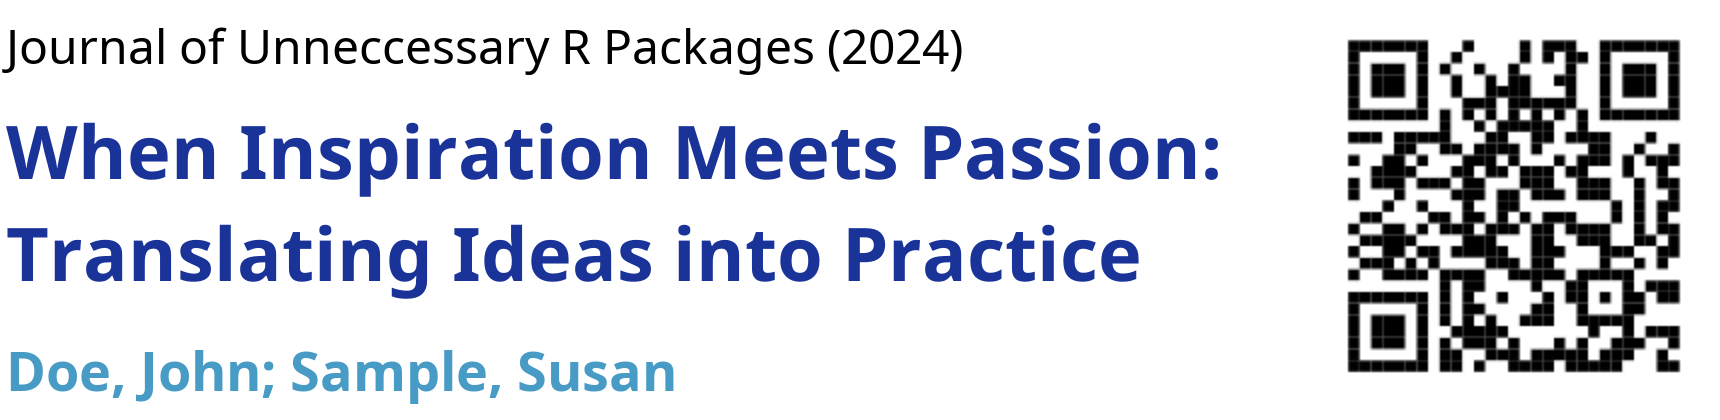 Journal of Unneccessary R Packages (2024)
When Inspiration Meets Passion:
Translating Ideas into Practice
Doe, John; Sample, Susan